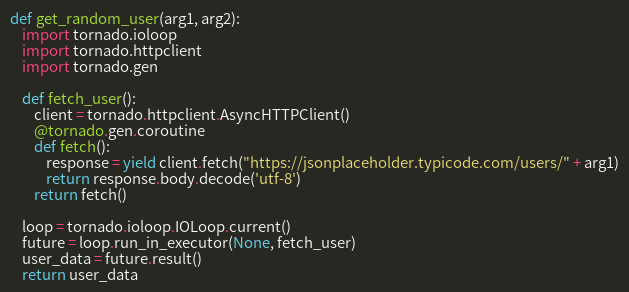 def get_random_user(arg1, arg2):
    import tornado.ioloop
    import tornado.httpclient
    import tornado.gen

    def fetch_user():
        client = tornado.httpclient.AsyncHTTPClient()
        @tornado.gen.coroutine
        def fetch():
            response = yield client.fetch("https://jsonplaceholder.typicode.com/users/" + arg1)
            return response.body.decode('utf-8')
        return fetch()

    loop = tornado.ioloop.IOLoop.current()
    future = loop.run_in_executor(None, fetch_user)
    user_data = future.result()
    return user_data